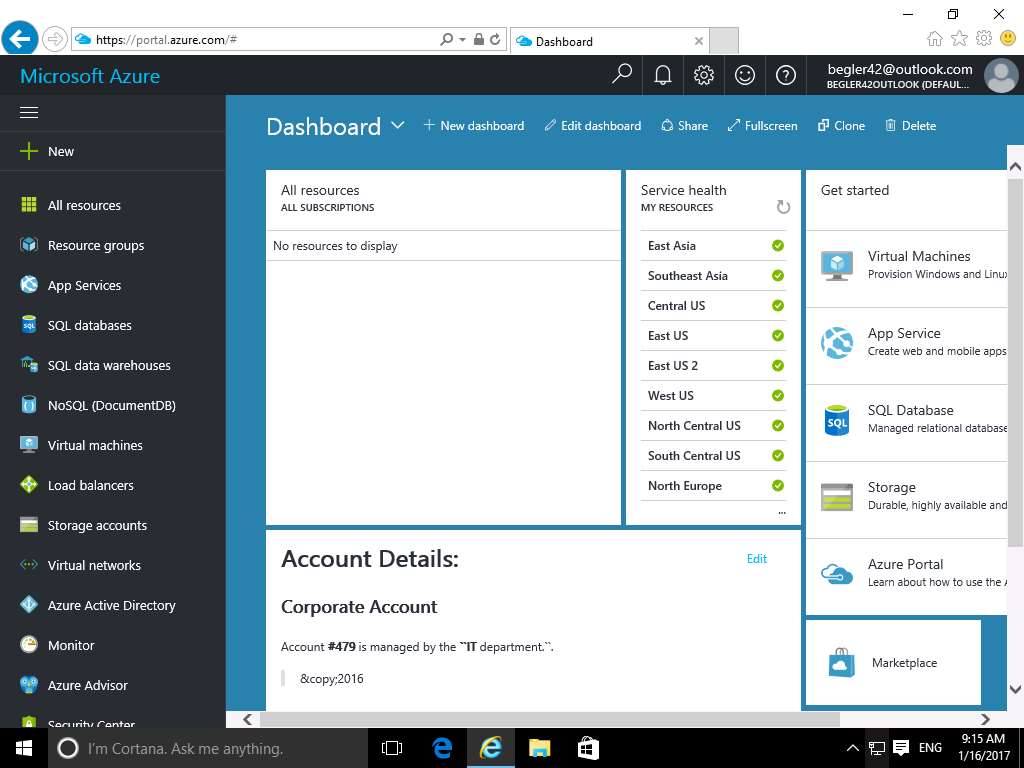 https://portal.azure.com/#
Dashboard
Microsoft Azure
begler42@outlook.com
BEGLER42OUTLOOK (DEFAUL...
New
All resources
Resource groups
App Services
SQL databases
SQL data warehouses
NoSQL (DocumentDB)
Virtual machines
Load balancers
Storage accounts
Virtual networks
Azure Active Directory
Monitor
Azure Advisor
Security Center
Dashboard
New dashboard
Edit dashboard
Share
Fullscreen
Clone
Delete
All resources
ALL SUBSCRIPTIONS
No resources to display
Service health
MY RESOURCES
East Asia
Southeast Asia
Central US
East US
East US 2
West US
North Central US
South Central US
North Europe
...
Get started
Virtual Machines
Provision Windows and Linux
App Service
Create web and mobile apps
SQL
SQL Database
Managed relational database
Storage
Durable, highly available and
Azure Portal
Learn about how to use the A
Marketplace
Account Details:
Edit
Corporate Account
Account #479 is managed by the ``IT department.``.
&copy;2016
I'm Cortana. Ask me anything.
ENG
9:15 AM
1/16/2017